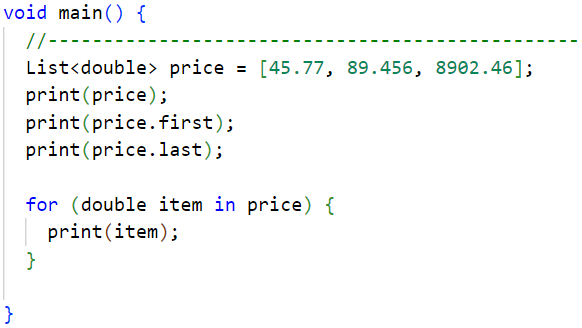 void main() {
//------------------------------------------------
List<double> price = [45.77, 89.456, 8902.46];
print(price);
print(price.first);
print(price.last);
for (double item in price) {
print(item);
}
}